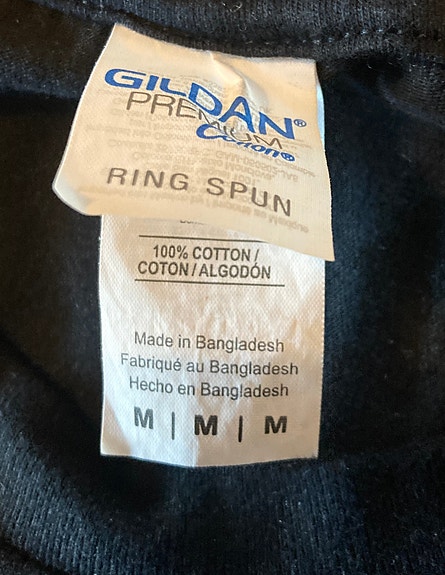 GILDAN®
PREMIUM
Cotton®
RING SPUN
100% COTTON/
COTON/ALGODÓN
Made in Bangladesh
Fabriqué au Bangladesh
Hecho en Bangladesh
M | M | M